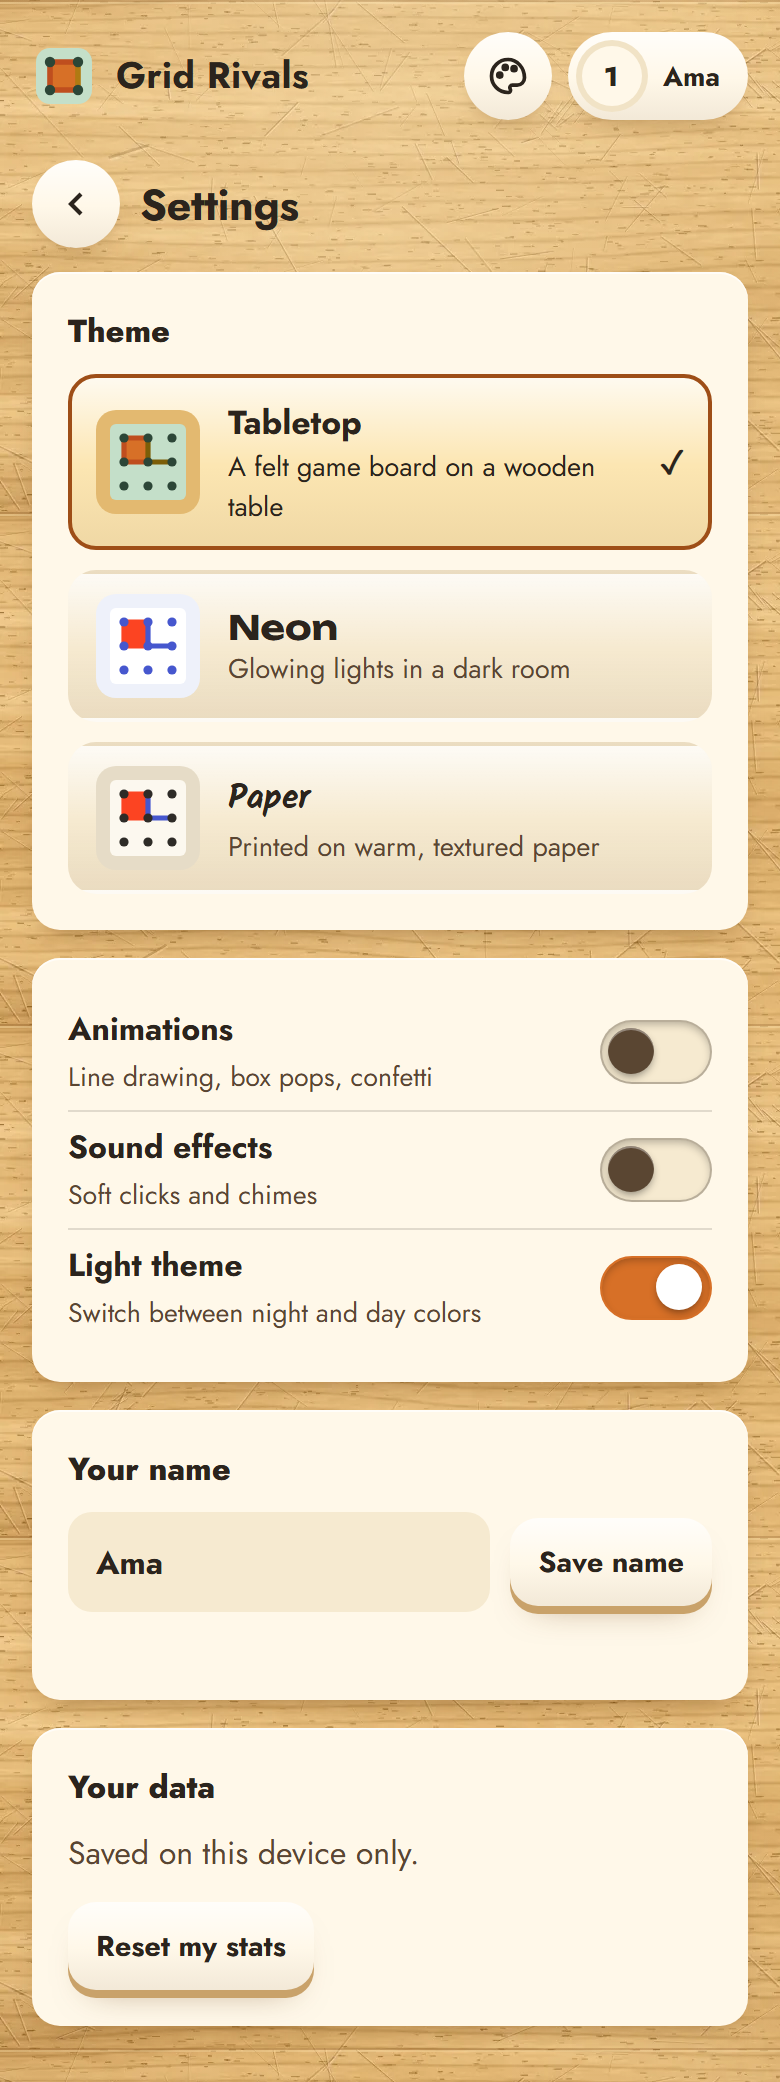 Grid Rivals
1
Ama
Settings
Theme
Tabletop
A felt game board on a wooden
table
Neon
Glowing lights in a dark room
Paper
Printed on warm, textured paper
Animations
Line drawing, box pops, confetti
Sound effects
Soft clicks and chimes
Light theme
Switch between night and day colors
Your name
Ama
Save name
Your data
Saved on this device only.
Reset my stats